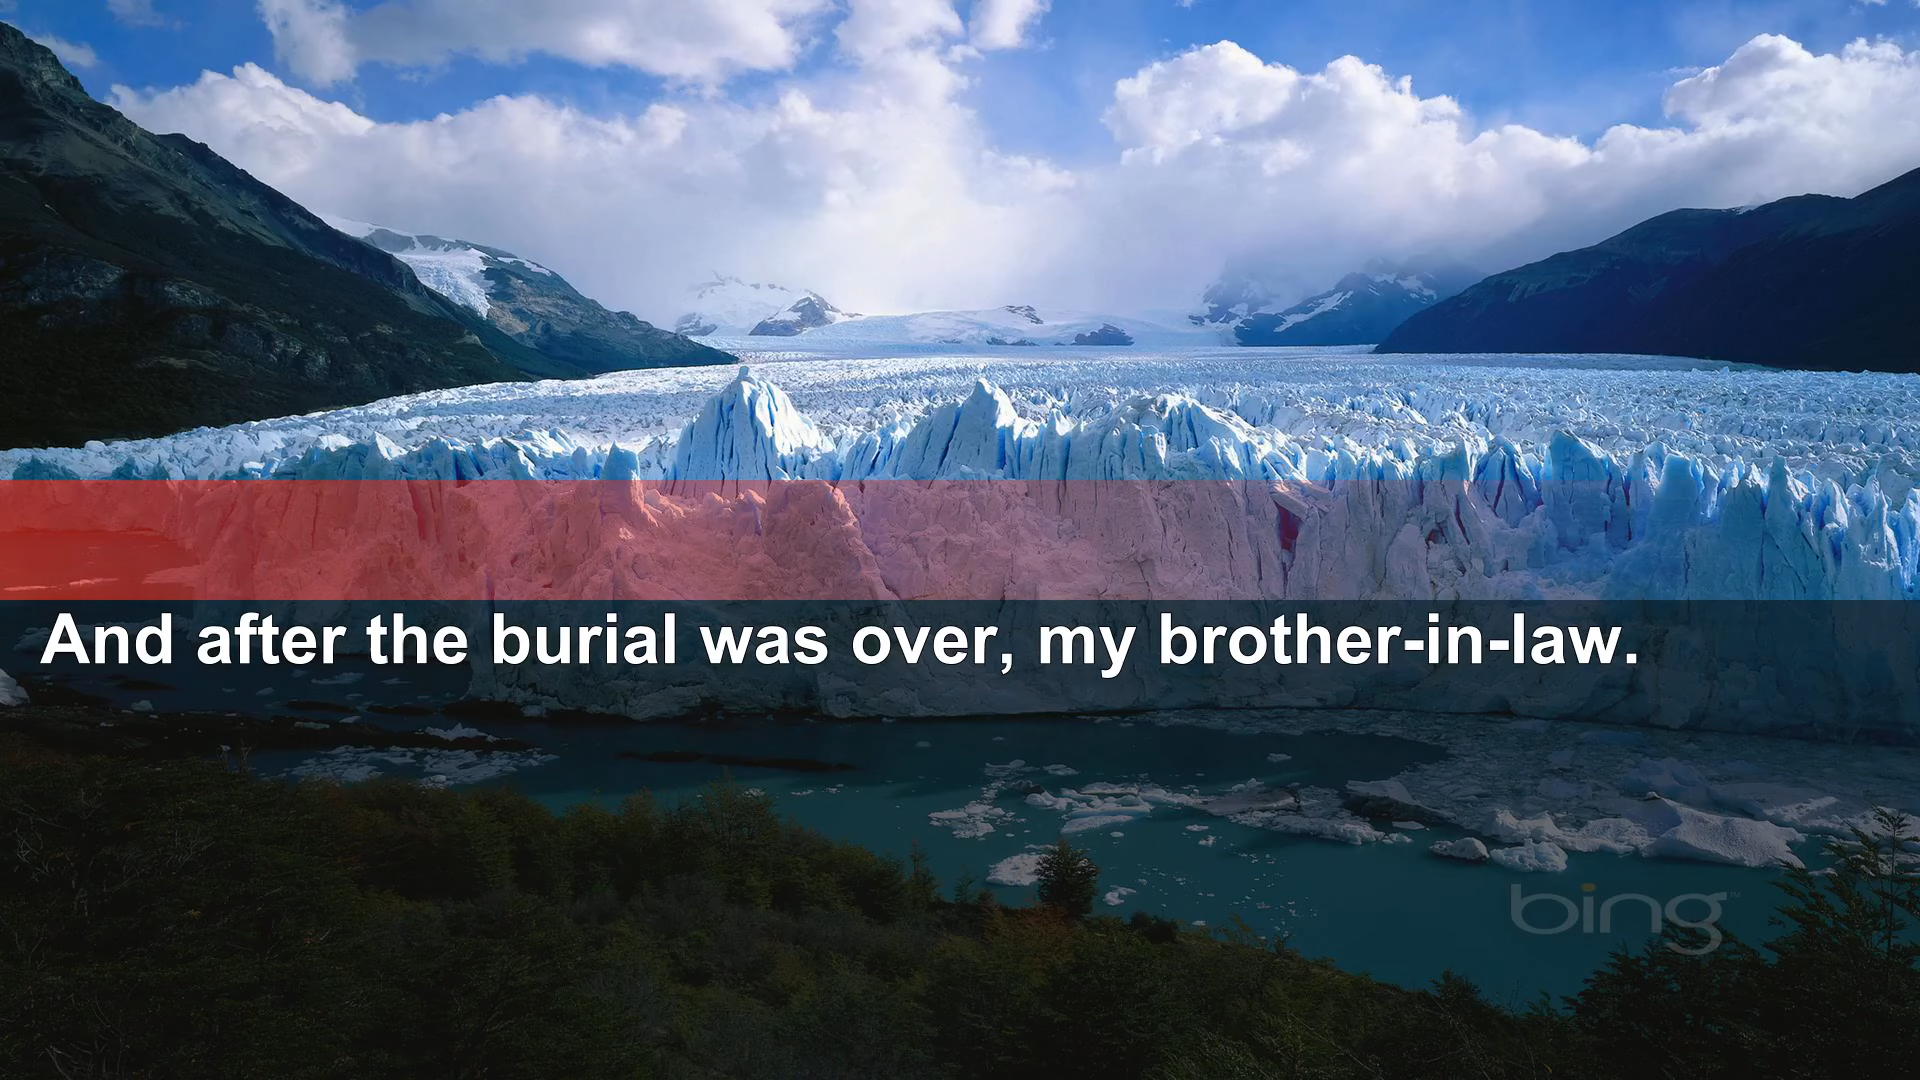 And after the burial was over, my brother-in-law.
bing